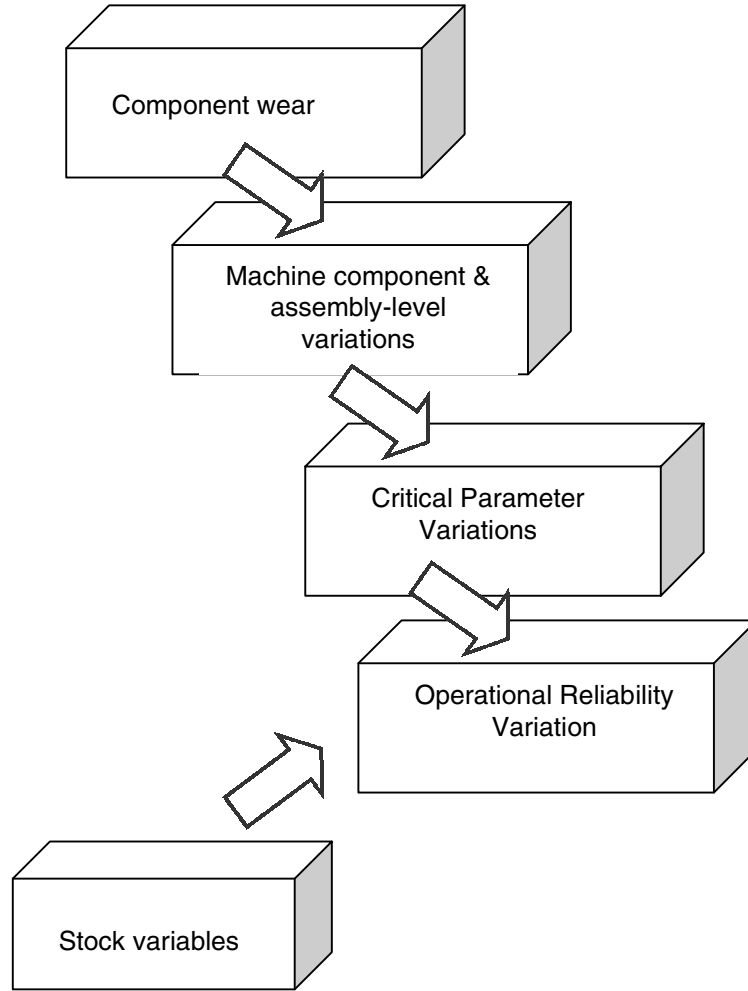 Component wear
Machine component &
assembly-level
variations
Critical Parameter
Variations
Operational Reliability
Variation
Stock variables